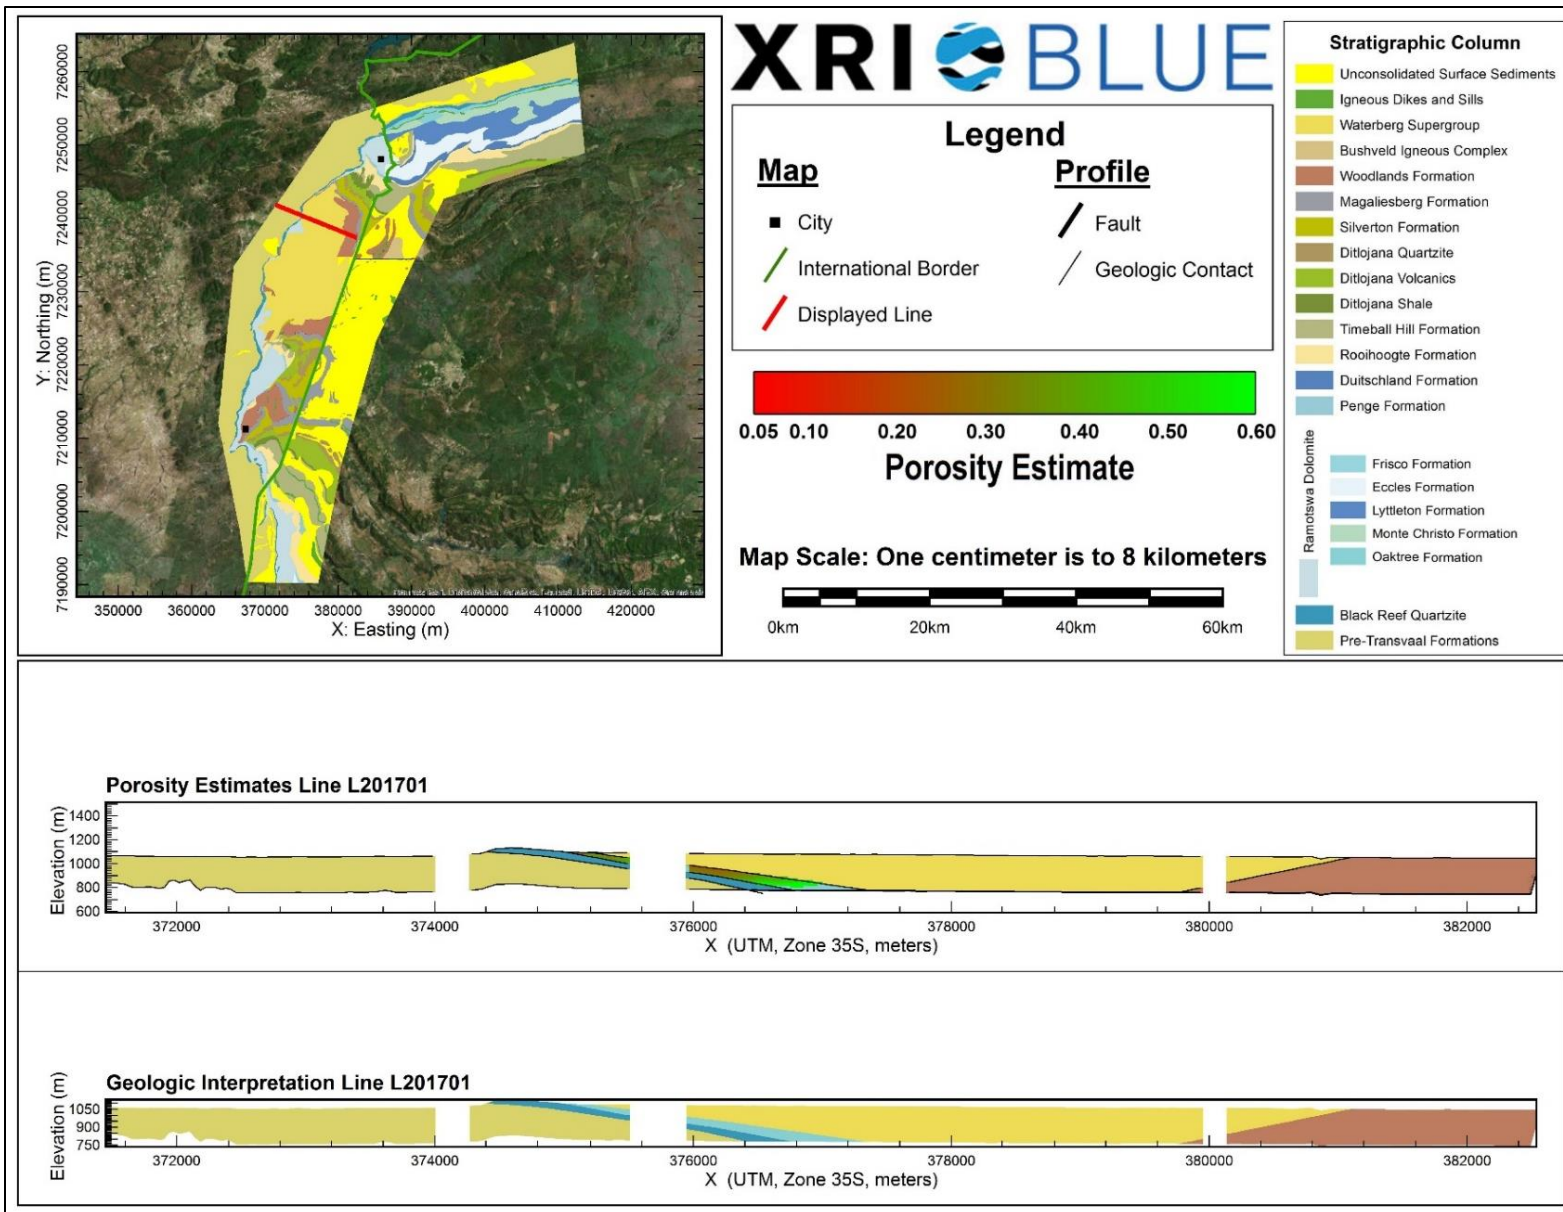 XRI BLUE
7260000
7250000
7240000
7230000
7220000
7210000
7200000
7190000
Y: Northing (m)
350000 360000 370000 380000 390000 400000 410000 420000
X: Easting (m)
Legend
Map
City
International Border
Displayed Line
Profile
Fault
Geologic Contact
0.05 0.10 0.20 0.30 0.40 0.50 0.60
Porosity Estimate
Map Scale: One centimeter is to 8 kilometers
0km 20km 40km 60km
Stratigraphic Column
Unconsolidated Surface Sediments
Igneous Dikes and Sills
Waterberg Supergroup
Bushveld Igneous Complex
Woodlands Formation
Magaliesberg Formation
Silverton Formation
Ditlojana Quartzite
Ditlojana Volcanics
Ditlojana Shale
Timeball Hill Formation
Rooihoogte Formation
Duitschland Formation
Penge Formation
Ramotswa Dolomite
Frisco Formation
Eccles Formation
Lyttleton Formation
Monte Christo Formation
Oaktree Formation
Black Reef Quartzite
Pre-Transvaal Formations
Porosity Estimates Line L201701
Elevation (m)
1400
1200
1000
800
600
372000 374000 376000 378000 380000 382000
X (UTM, Zone 35S, meters)
Geologic Interpretation Line L201701
Elevation (m)
1050
900
750
372000 374000 376000 378000 380000 382000
X (UTM, Zone 35S, meters)